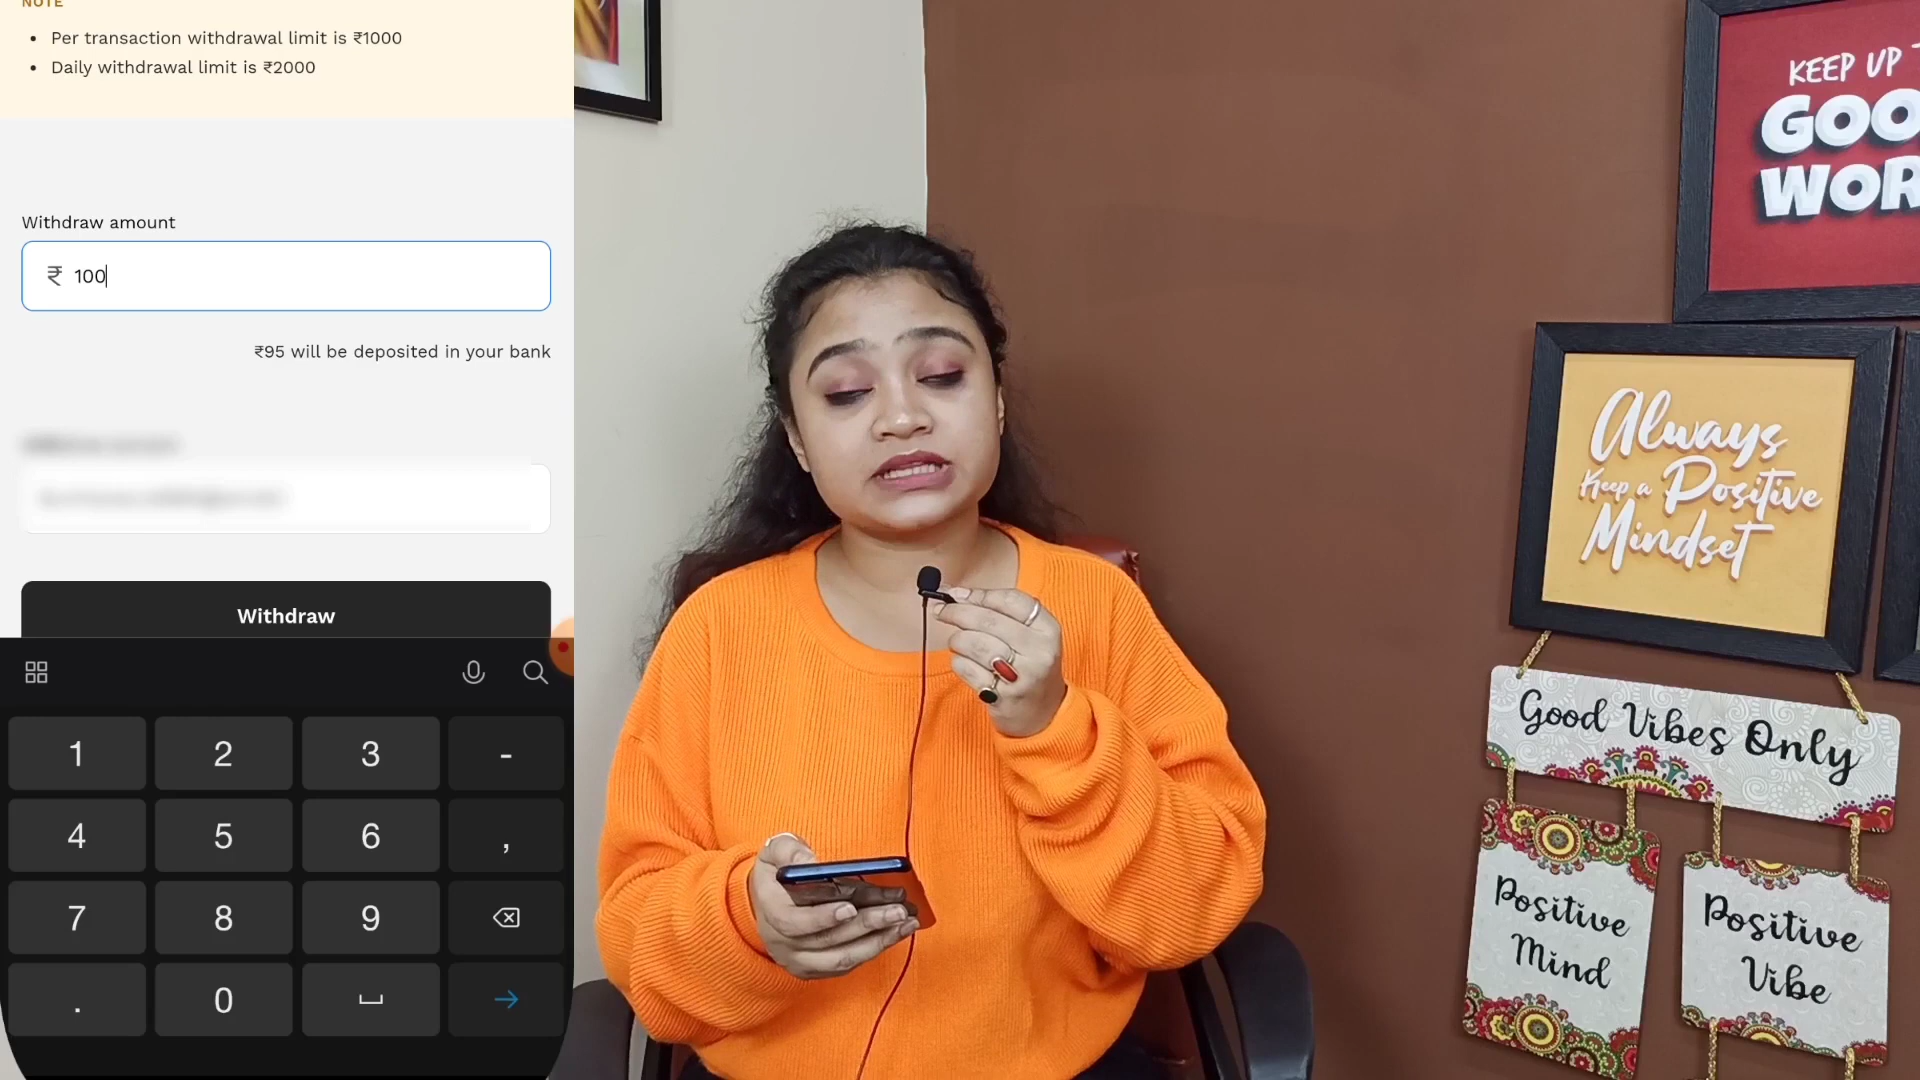 NOTE
• Per transaction withdrawal limit is ₹1000
• Daily withdrawal limit is ₹2000
Withdraw amount
₹ 100
₹95 will be deposited in your bank
Withdraw
1 2 3 -
4 5 6 ,
7 8 9
. 0
KEEP UP
GOO
WOR
Always
Keep a Positive
Mindset
Good Vibes Only
Positive
Mind
Positive
Vibe